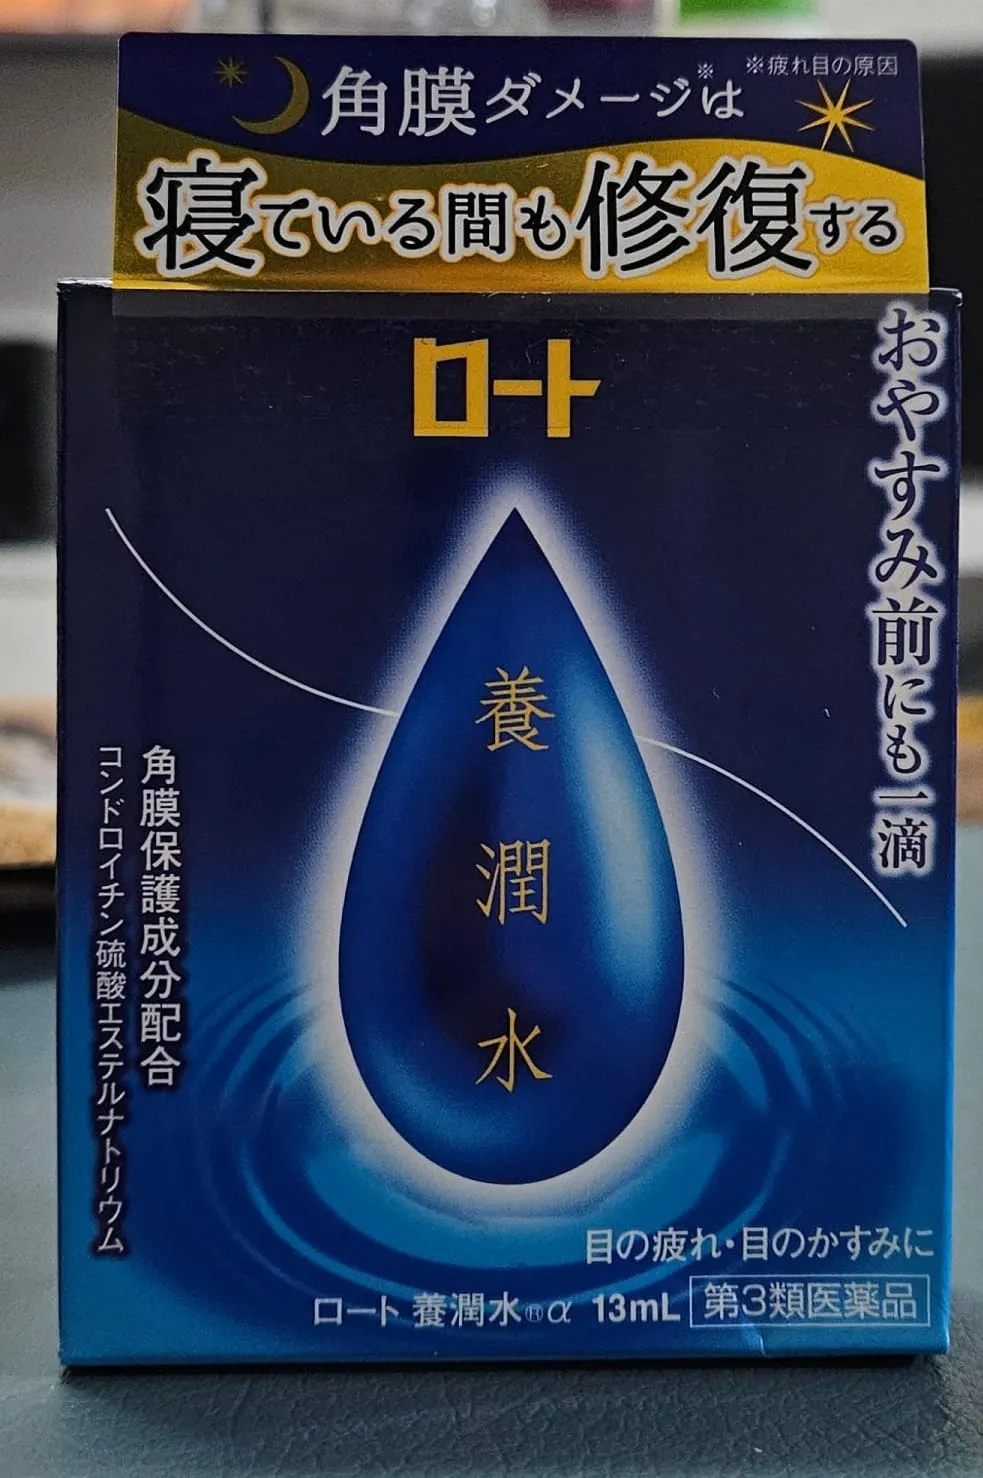 ※疲れ目の原因
角膜ダメージ※は
寝ている間も修復する
ロート
おやすみ前にも一滴
養潤水
角膜保護成分配合
コンドロイチン硫酸エステルナトリウム
目の疲れ・目のかすみに
ロート 養潤水®α 13mL 第3類医薬品